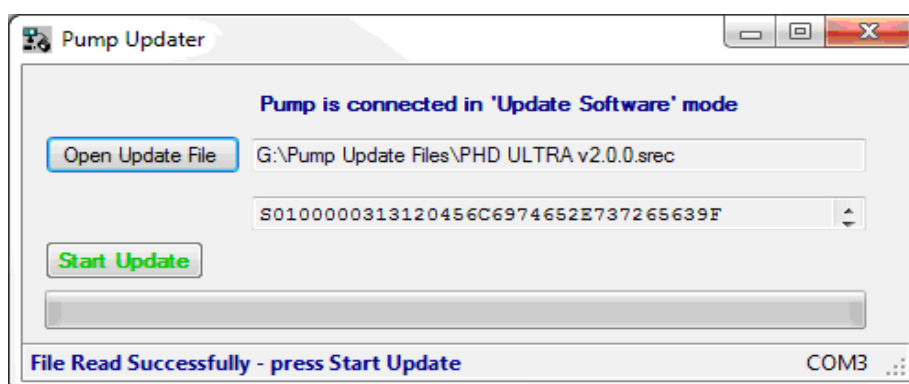 Pump Updater
Pump is connected in 'Update Software' mode
Open Update File G:\Pump Update Files\PHD ULTRA v2.0.0.srec
S0100000313120456C6974652E737265639F
Start Update
File Read Successfully - press Start Update COM3